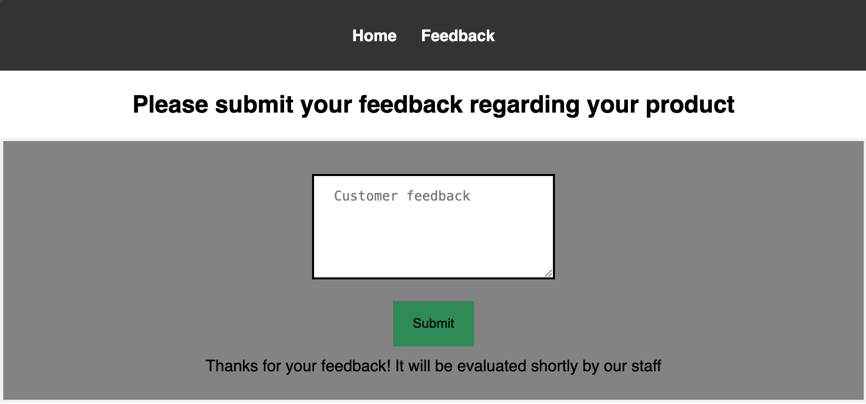 Home Feedback
Please submit your feedback regarding your product
Customer feedback
Submit
Thanks for your feedback! It will be evaluated shortly by our staff